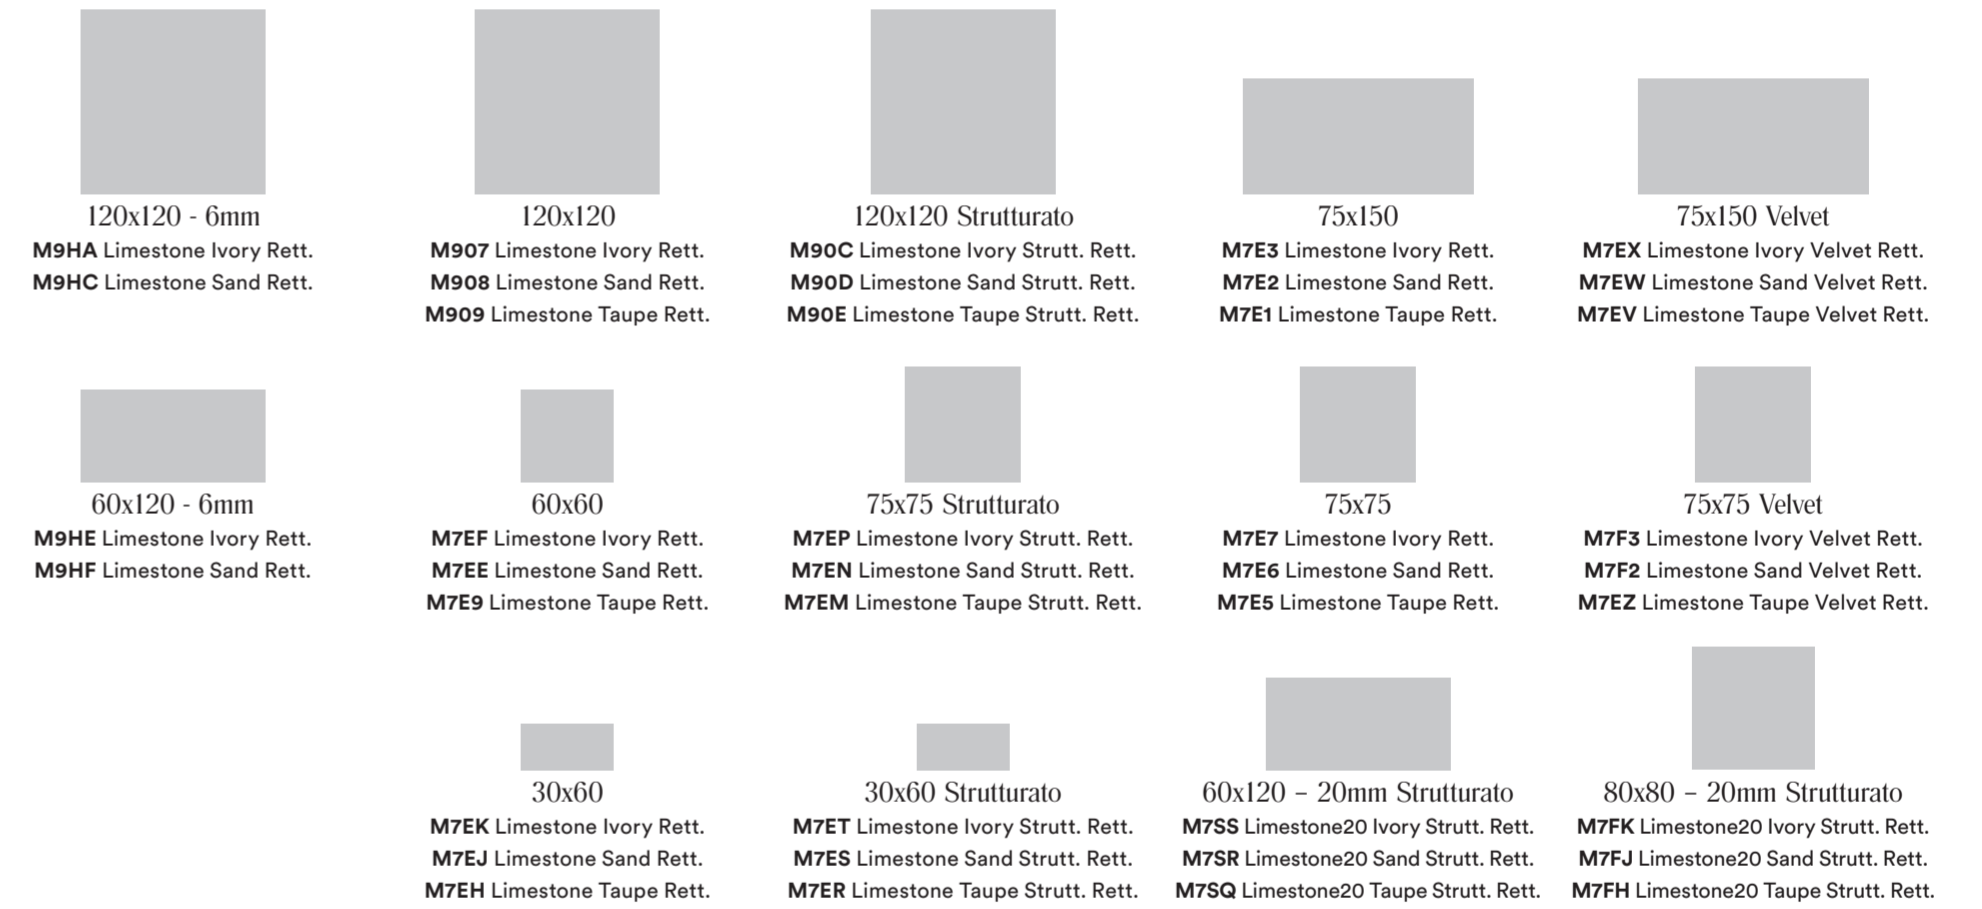 120x120 - 6mm
M9HA Limestone Ivory Rett.
M9HC Limestone Sand Rett.
120x120
M907 Limestone Ivory Rett.
M908 Limestone Sand Rett.
M909 Limestone Taupe Rett.
120x120 Strutturato
M90C Limestone Ivory Strutt. Rett.
M90D Limestone Sand Strutt. Rett.
M90E Limestone Taupe Strutt. Rett.
75x150
M7E3 Limestone Ivory Rett.
M7E2 Limestone Sand Rett.
M7E1 Limestone Taupe Rett.
75x150 Velvet
M7EX Limestone Ivory Velvet Rett.
M7EW Limestone Sand Velvet Rett.
M7EV Limestone Taupe Velvet Rett.
60x120 - 6mm
M9HE Limestone Ivory Rett.
M9HF Limestone Sand Rett.
60x60
M7EF Limestone Ivory Rett.
M7EE Limestone Sand Rett.
M7E9 Limestone Taupe Rett.
75x75 Strutturato
M7EP Limestone Ivory Strutt. Rett.
M7EN Limestone Sand Strutt. Rett.
M7EM Limestone Taupe Strutt. Rett.
75x75
M7E7 Limestone Ivory Rett.
M7E6 Limestone Sand Rett.
M7E5 Limestone Taupe Rett.
75x75 Velvet
M7F3 Limestone Ivory Velvet Rett.
M7F2 Limestone Sand Velvet Rett.
M7EZ Limestone Taupe Velvet Rett.
30x60
M7EK Limestone Ivory Rett.
M7EJ Limestone Sand Rett.
M7EH Limestone Taupe Rett.
30x60 Strutturato
M7ET Limestone Ivory Strutt. Rett.
M7ES Limestone Sand Strutt. Rett.
M7ER Limestone Taupe Strutt. Rett.
60x120 – 20mm Strutturato
M7SS Limestone20 Ivory Strutt. Rett.
M7SR Limestone20 Sand Strutt. Rett.
M7SQ Limestone20 Taupe Strutt. Rett.
80x80 – 20mm Strutturato
M7FK Limestone20 Ivory Strutt. Rett.
M7FJ Limestone20 Sand Strutt. Rett.
M7FH Limestone20 Taupe Strutt. Rett.